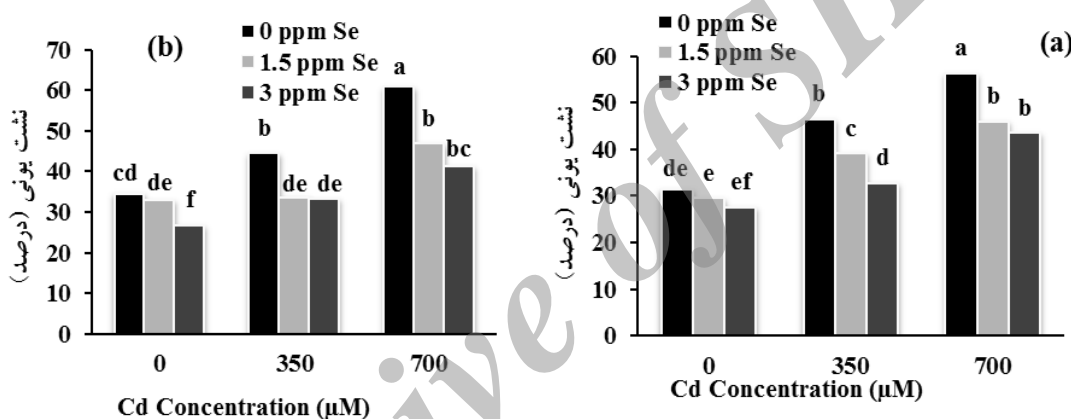 (b)
0 ppm Se
1.5 ppm Se
3 ppm Se
نشت یونی (درصد)
70
60
50
40
30
20
10
0
cd de f
b de de
a b bc
0 350 700
Cd Concentration (µM)
(a)
0 ppm Se
1.5 ppm Se
3 ppm Se
نشت یونی (درصد)
60
50
40
30
20
10
0
de e ef
b c d
a b b
0 350 700
Cd Concentration (µM)
ive of